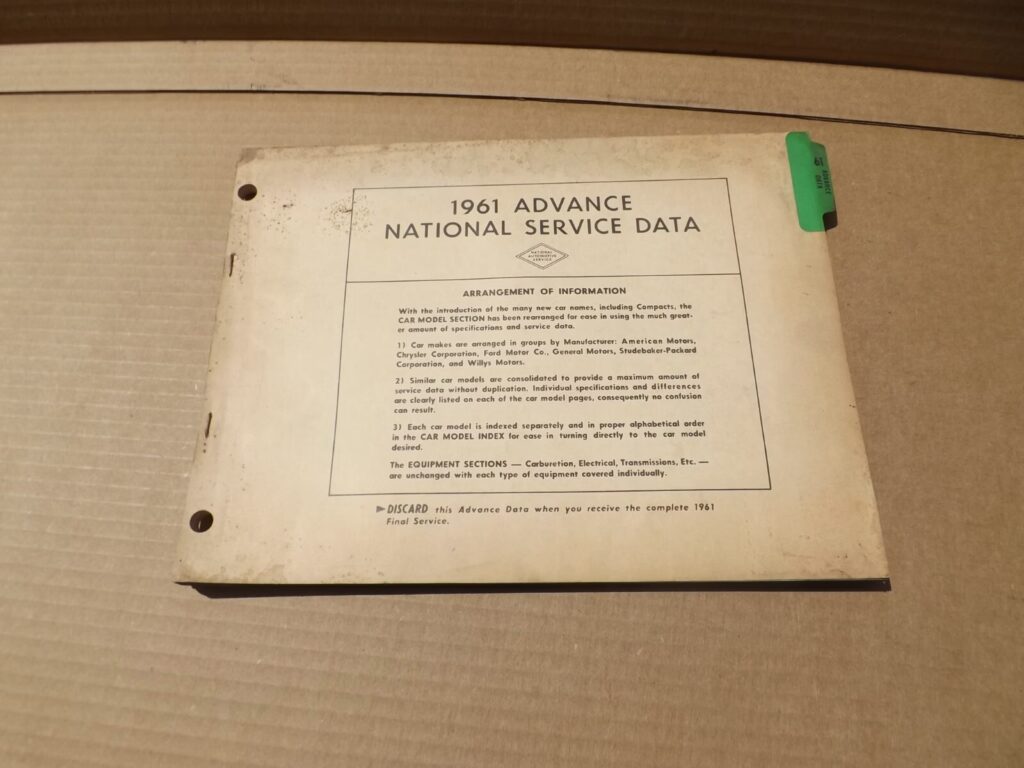 1961 ADVANCE
NATIONAL SERVICE DATA
NATIONAL
AUTOMOTIVE
SERVICE
ARRANGEMENT OF INFORMATION
With the introduction of the many new car names, including Compacts, the
CAR MODEL SECTION has been rearranged for ease in using the much great-
er amount of specifications and service data.
1) Car makes are arranged in groups by Manufacturer: American Motors,
Chrysler Corporation, Ford Motor Co., General Motors, Studebaker-Packard
Corporation, and Willys Motors.
2) Similar car models are consolidated to provide a maximum amount of
service data without duplication. Individual specifications and differences
are clearly listed on each of the car model pages, consequently no confusion
can result.
3) Each car model is indexed separately and in proper alphabetical order
in the CAR MODEL INDEX for ease in turning directly to the car model
desired.
The EQUIPMENT SECTIONS — Carburetion, Electrical, Transmissions, Etc. —
are unchanged with each type of equipment covered individually.
►DISCARD this Advance Data when you receive the complete 1961
Final Service.
ADVANCE
DATA